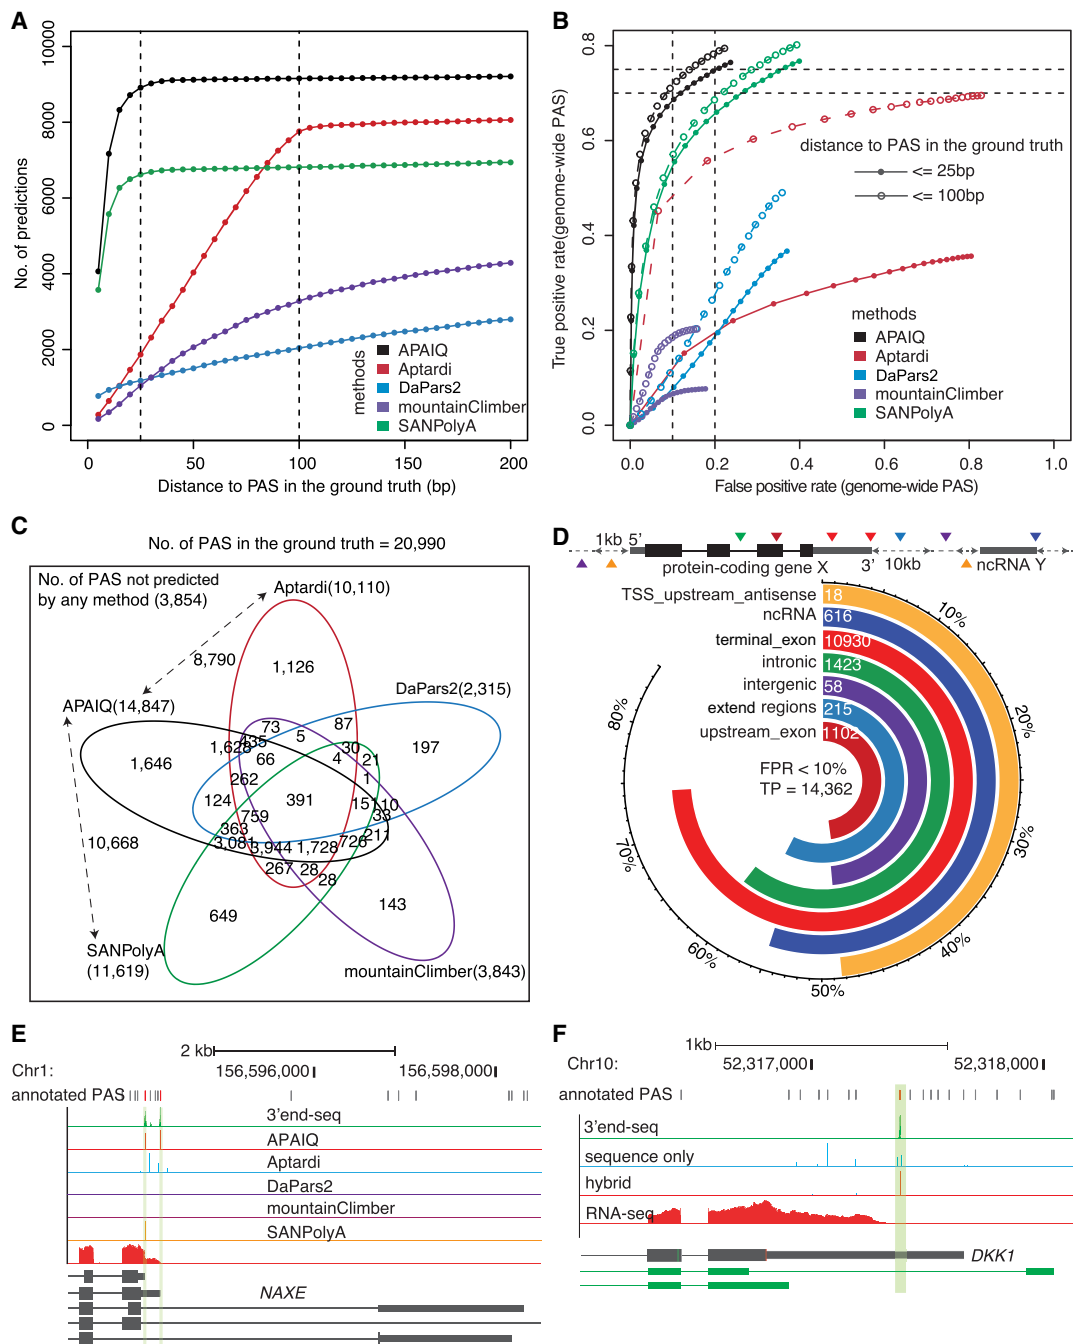 A
No. of predictions
10000
8000
6000
4000
2000
0
0 50 100 150 200
Distance to PAS in the ground truth (bp)
methods
APAIQ
Aptardi
DaPars2
mountainClimber
SANPolyA
B
True positive rate(genome-wide PAS)
0.8
0.6
0.4
0.2
0.0
0.0 0.2 0.4 0.6 0.8 1.0
False positive rate (genome-wide PAS)
distance to PAS in the ground truth
<= 25bp
<= 100bp
methods
APAIQ
Aptardi
DaPars2
mountainClimber
SANPolyA
C
No. of PAS in the ground truth = 20,990
No. of PAS not predicted
by any method (3,854)
Aptardi(10,110)
8,790
1,126
DaPars2(2,315)
APAIQ(14,847)
73
5
87
197
1,628
435
30
21
1,646
66
4
1
262
124
391
15
110
759
33
363
211
10,668
3,081
3,944
1,728
726
267
28
28
649
143
SANPolyA
(11,619)
mountainClimber(3,843)
D
1kb
5'
protein-coding gene X
3'
10kb
ncRNA Y
TSS_upstream_antisense
18
ncRNA
616
terminal_exon
10930
intronic
1423
intergenic
58
extend regions
215
upstream_exon
1102
FPR < 10%
TP = 14,362
10%
20%
30%
40%
50%
60%
70%
80%
E
2 kb
Chr1:
156,596,000
156,598,000
annotated PAS
3'end-seq
APAIQ
Aptardi
DaPars2
mountainClimber
SANPolyA
NAXE
F
1kb
Chr10:
52,317,000
52,318,000
annotated PAS
3'end-seq
sequence only
hybrid
RNA-seq
DKK1